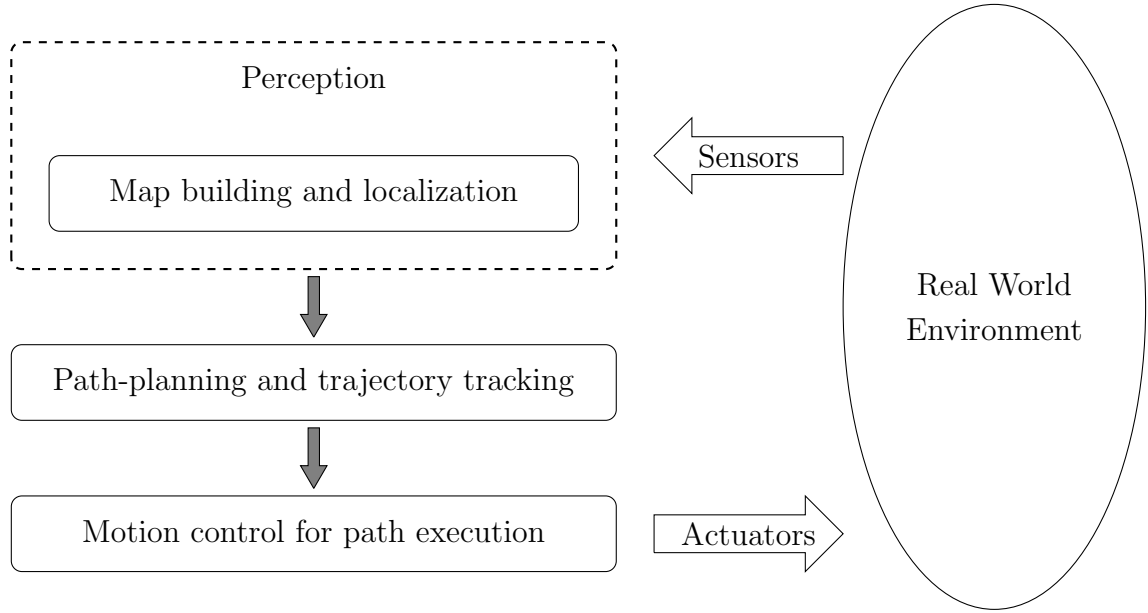 Perception
Sensors
Map building and localization
Real World
Environment
Path-planning and trajectory tracking
Motion control for path execution
Actuators